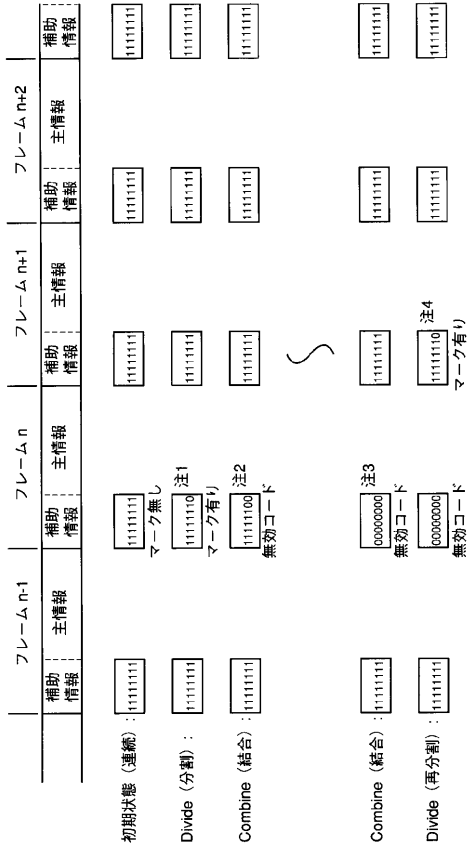 フレーム n-1 フレーム n フレーム n+1 フレーム n+2
補助情報 主情報 補助情報 主情報 補助情報 主情報 補助情報 主情報 補助情報
初期状態（連続）： 11111111 11111111 11111111 11111111 11111111
マーク無し
Divide（分割）： 11111111 11111110 注1 11111111 11111111 11111111
マーク有り
Combine（結合）： 11111111 11111100 注2 11111111 11111111 11111111
無効コード
Combine（結合）： 11111111 00000000 注3 11111111 11111111 11111111
無効コード
Divide（再分割）： 11111111 00000000 11111110 注4 11111111 11111111
無効コード マーク有り